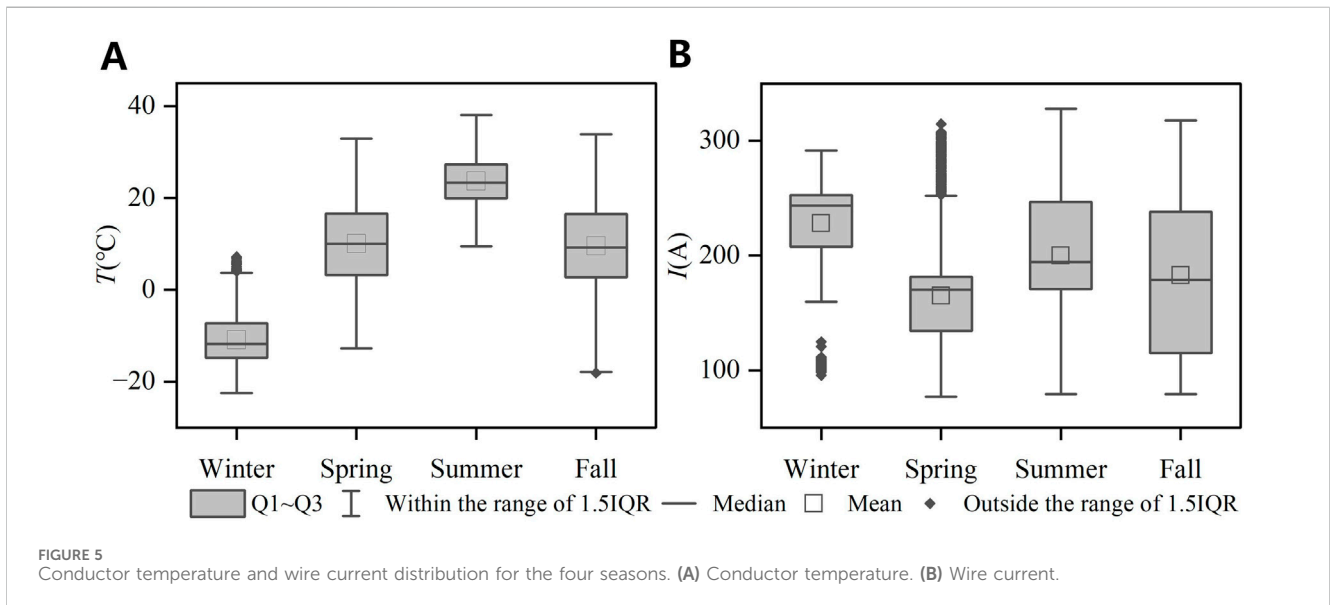 A
B
40
20
0
−20
T(°C)
Winter Spring Summer Fall
300
200
100
I(A)
Winter Spring Summer Fall
Q1~Q3 Within the range of 1.5IQR Median Mean Outside the range of 1.5IQR
FIGURE 5
Conductor temperature and wire current distribution for the four seasons. (A) Conductor temperature. (B) Wire current.